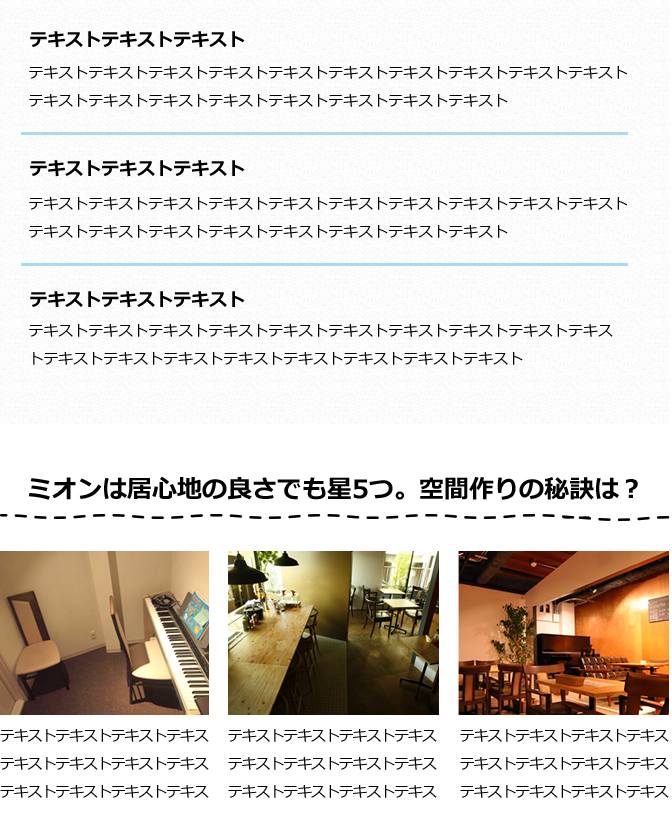 テキストテキストテキスト
テキストテキストテキストテキストテキストテキストテキストテキストテキストテキスト
テキストテキストテキストテキストテキストテキストテキストテキスト
テキストテキストテキスト
テキストテキストテキストテキストテキストテキストテキストテキストテキストテキスト
テキストテキストテキストテキストテキストテキストテキストテキスト
テキストテキストテキスト
テキストテキストテキストテキストテキストテキストテキストテキストテキストテキス
トテキストテキストテキストテキストテキストテキストテキストテキスト
ミオンは居心地の良さでも星5つ。空間作りの秘訣は？
テキストテキストテキストテキス
テキストテキストテキストテキス
テキストテキストテキストテキス
テキストテキストテキストテキス
テキストテキストテキストテキス
テキストテキストテキストテキス
テキストテキストテキストテキス
テキストテキストテキストテキス
テキストテキストテキストテキス